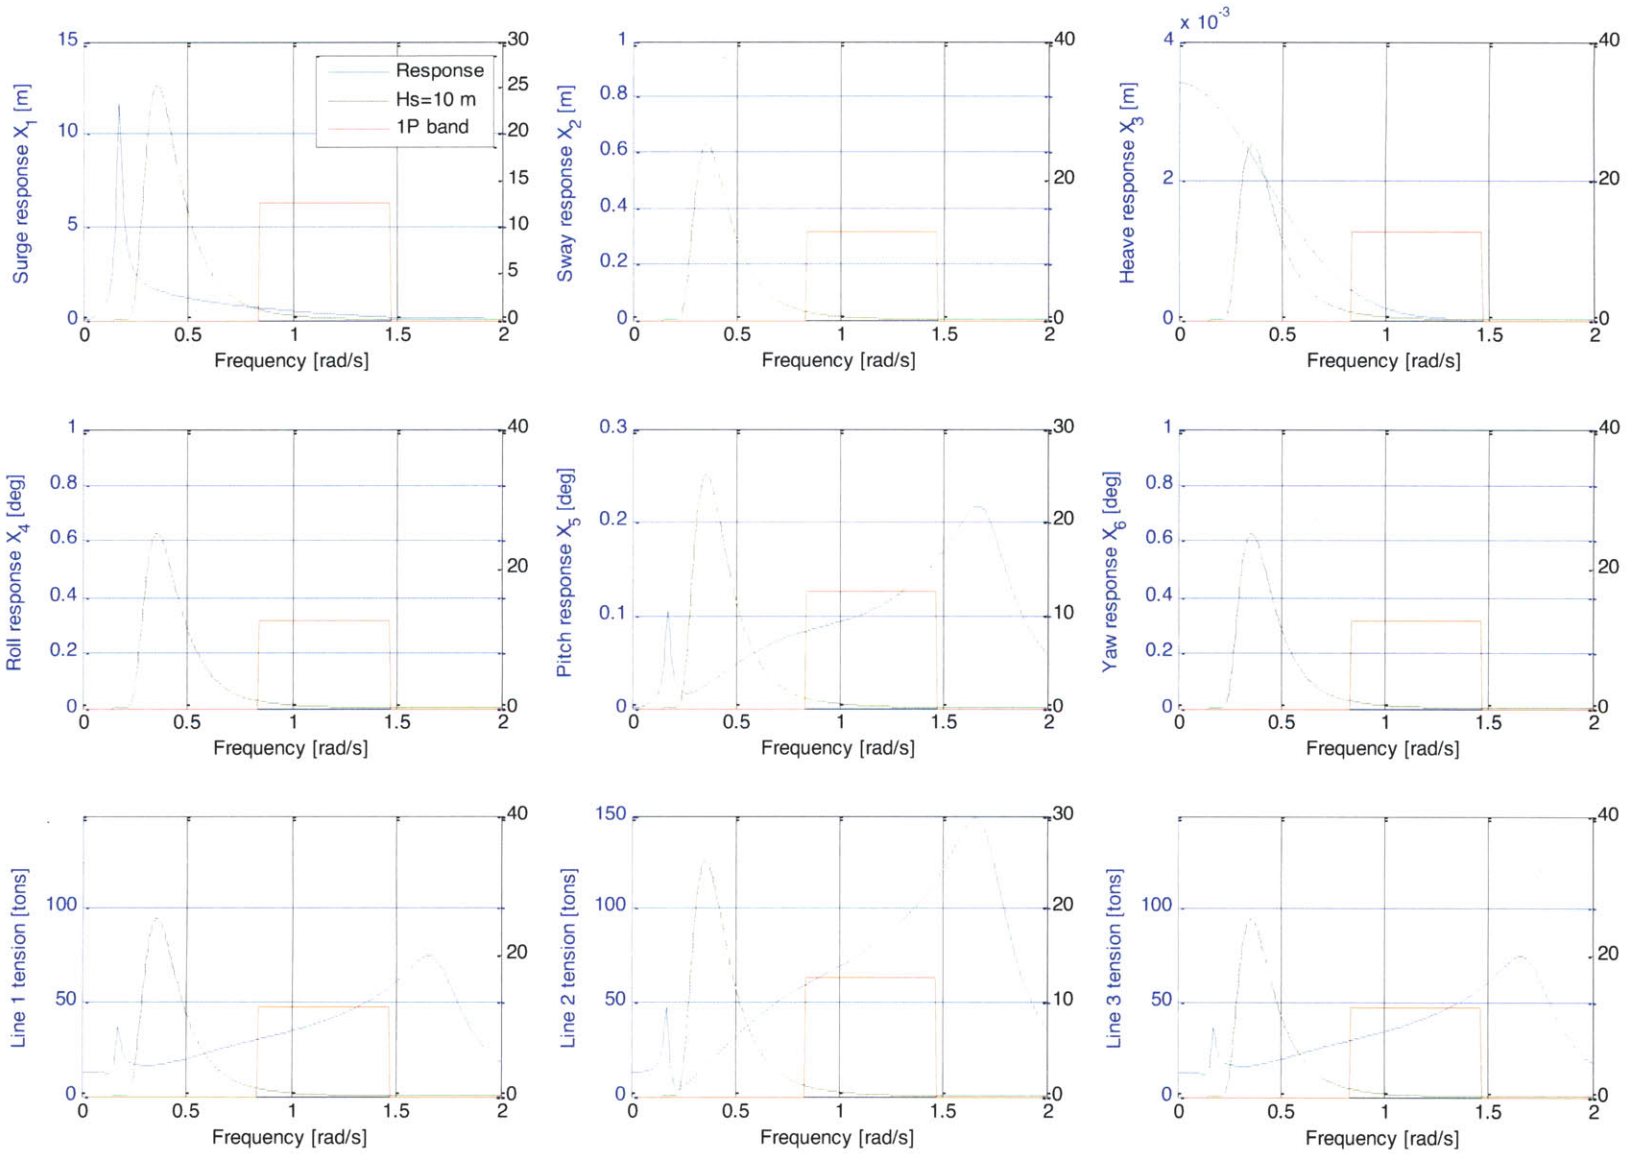 15
10
5
0
Surge response X1 [m]
30
25
20
15
10
5
0
Response
Hs=10 m
1P band
0 0.5 1 1.5 2
Frequency [rad/s]
1
0.8
0.6
0.4
0.2
0
Sway response X2 [m]
40
20
0
0 0.5 1 1.5 2
Frequency [rad/s]
x 10-3
4
2
0
Heave response X3 [m]
40
20
0
0 0.5 1 1.5 2
Frequency [rad/s]
1
0.8
0.6
0.4
0.2
0
Roll response X4 [deg]
40
20
0
0 0.5 1 1.5 2
Frequency [rad/s]
0.3
0.2
0.1
0
Pitch response X5 [deg]
30
20
10
0
0 0.5 1 1.5 2
Frequency [rad/s]
1
0.8
0.6
0.4
0.2
0
Yaw response X6 [deg]
40
20
0
0 0.5 1 1.5 2
Frequency [rad/s]
100
50
0
Line 1 tension [tons]
40
20
0
0 0.5 1 1.5 2
Frequency [rad/s]
150
100
50
0
Line 2 tension [tons]
30
20
10
0
0 0.5 1 1.5 2
Frequency [rad/s]
100
50
0
Line 3 tension [tons]
40
20
0
0 0.5 1 1.5 2
Frequency [rad/s]